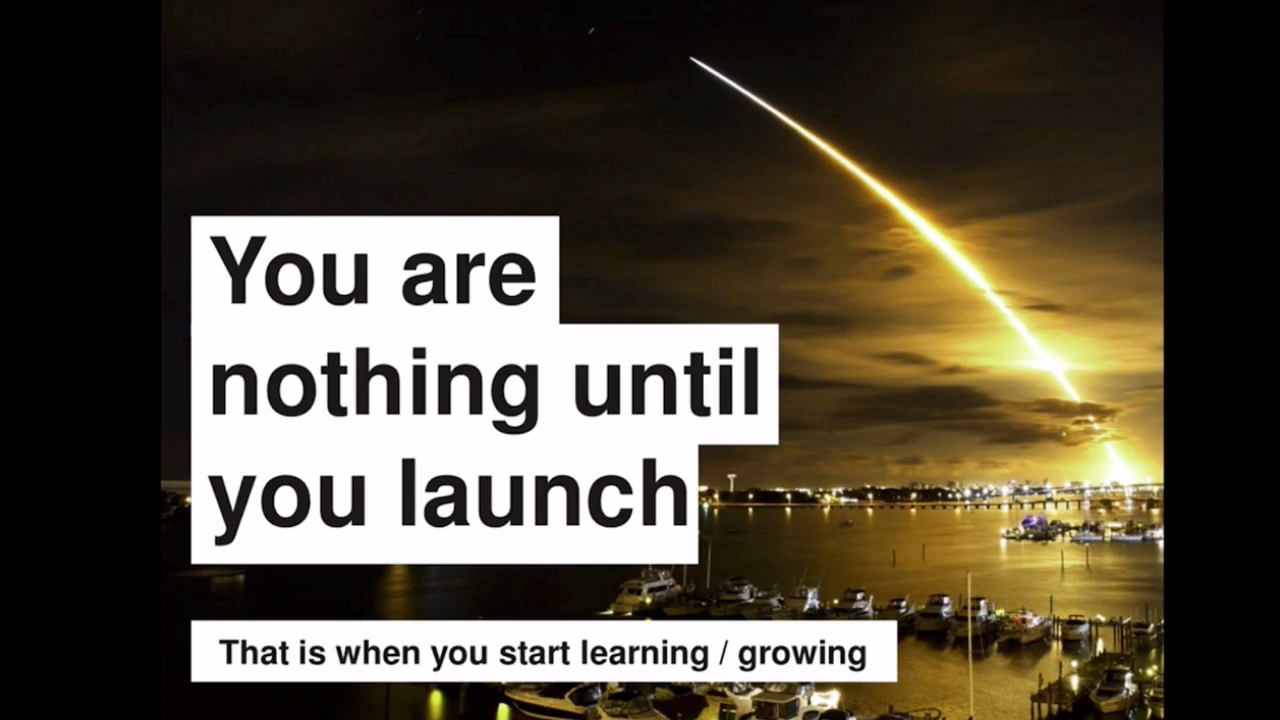 You are
nothing until
you launch
That is when you start learning / growing